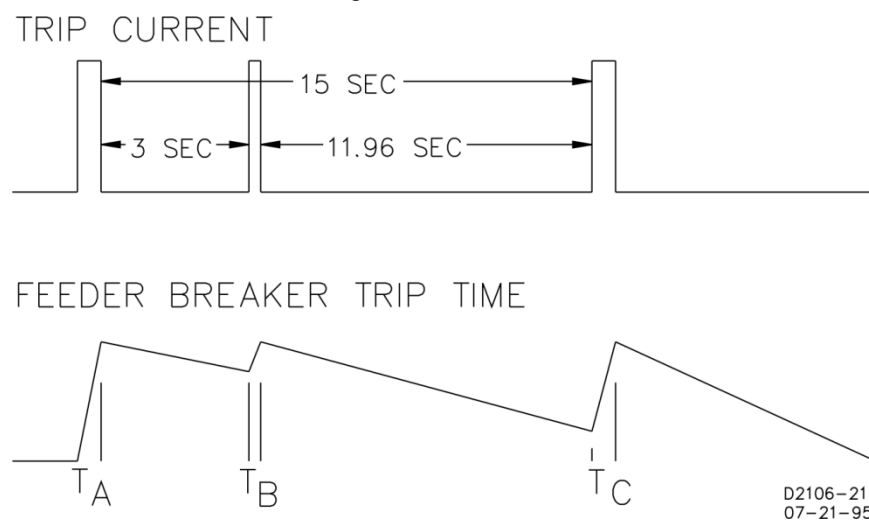 TRIP CURRENT
15 SEC
3 SEC
11.96 SEC
FEEDER BREAKER TRIP TIME
TA
TB
TC
D2106-21
07-21-95